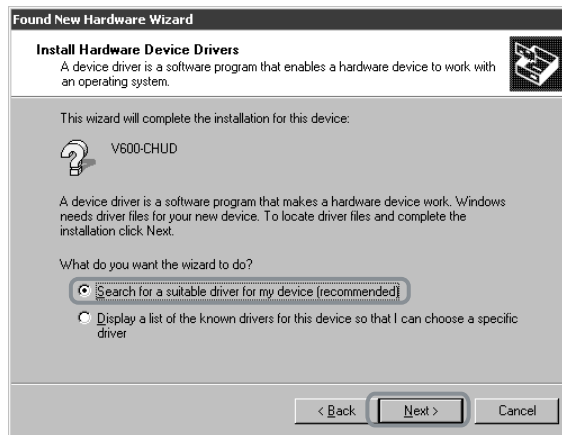 Found New Hardware Wizard
Install Hardware Device Drivers
A device driver is a software program that enables a hardware device to work with
an operating system.
This wizard will complete the installation for this device:
V600-CHUD
A device driver is a software program that makes a hardware device work. Windows
needs driver files for your new device. To locate driver files and complete the
installation click Next.
What do you want the wizard to do?
Search for a suitable driver for my device (recommended)
Display a list of the known drivers for this device so that I can choose a specific
driver
< Back Next > Cancel